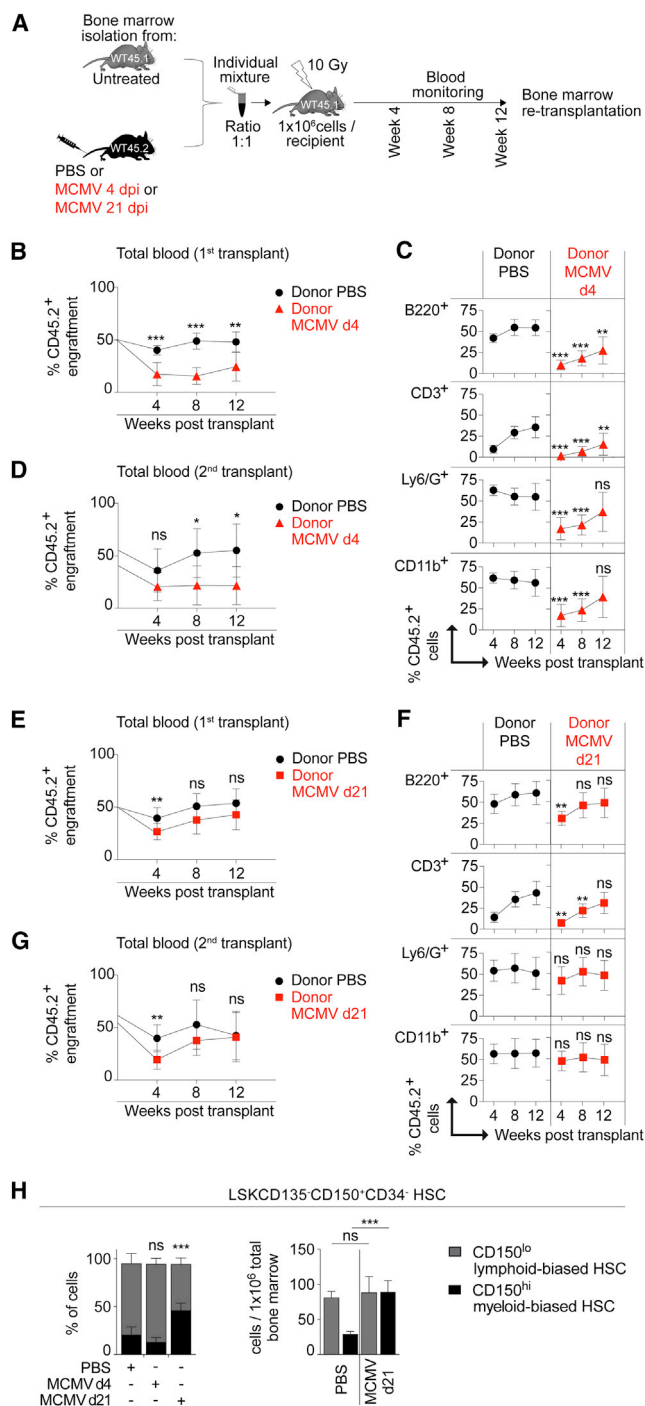 A
Bone marrow
isolation from:
WT45.1
Untreated
WT45.2
PBS or
MCMV 4 dpi or
MCMV 21 dpi
Individual
mixture
Ratio
1:1
10 Gy
WT45.1
1x10⁶cells /
recipient
Blood
monitoring
Week 4
Week 8
Week 12
Bone marrow
re-transplantation
B
Total blood (1st transplant)
% CD45.2+
engraftment
100
50
0
*** *** **
4 8 12
Weeks post transplant
Donor PBS
Donor
MCMV d4
C
Donor
PBS
Donor
MCMV
d4
B220+
75
50
25
0
*** *** **
CD3+
75
50
25
0
*** *** **
Ly6/G+
75
50
25
0
*** *** ns
CD11b+
75
50
25
0
*** *** ns
4 8 12 4 8 12
% CD45.2+
cells
Weeks post transplant
D
Total blood (2nd transplant)
% CD45.2+
engraftment
100
50
0
ns * *
4 8 12
Weeks post transplant
Donor PBS
Donor
MCMV d4
E
Total blood (1st transplant)
% CD45.2+
engraftment
100
50
0
** ns ns
4 8 12
Weeks post transplant
Donor PBS
Donor
MCMV d21
F
Donor
PBS
Donor
MCMV
d21
B220+
75
50
25
0
** ns ns
CD3+
75
50
25
0
** ** ns
Ly6/G+
75
50
25
0
ns ns ns
CD11b+
75
50
25
0
ns ns ns
4 8 12 4 8 12
% CD45.2+
cells
Weeks post transplant
G
Total blood (2nd transplant)
% CD45.2+
engraftment
100
50
0
** ns ns
4 8 12
Weeks post transplant
Donor PBS
Donor
MCMV d21
H
LSKCD135-CD150+CD34- HSC
% of cells
100
50
0
ns ***
PBS + - -
MCMV d4 - + -
MCMV d21 - - +
cells / 1x10⁶ total
bone marrow
150
100
50
0
ns ***
PBS
MCMV
d21
CD150lo
lymphoid-biased HSC
CD150hi
myeloid-biased HSC